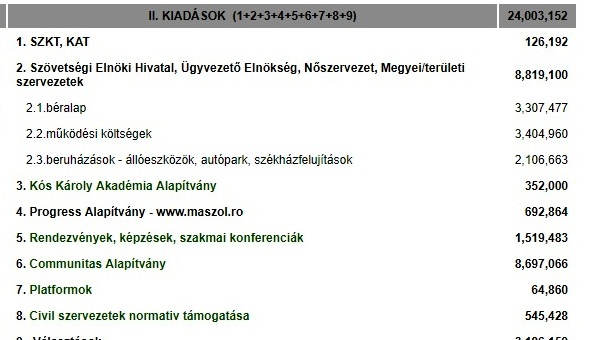 II. KIADÁSOK (1+2+3+4+5+6+7+8+9) 24,003,152
1. SZKT, KAT 126,192
2. Szövetségi Elnöki Hivatal, Ügyvezető Elnökség, Nőszervezet, Megyei/területi
szervezetek 8,819,100
2.1.béralap 3,307,477
2.2.működési költségek 3,404,960
2.3.beruházások - állóeszközök, autópark, székházfelujítások 2,106,663
3. Kós Károly Akadémia Alapítvány 352,000
4. Progress Alapítvány - www.maszol.ro 692,864
5. Rendezvények, képzések, szakmai konferenciák 1,519,483
6. Communitas Alapítvány 8,697,066
7. Platformok 64,860
8. Civil szervezetek normativ támogatása 545,428